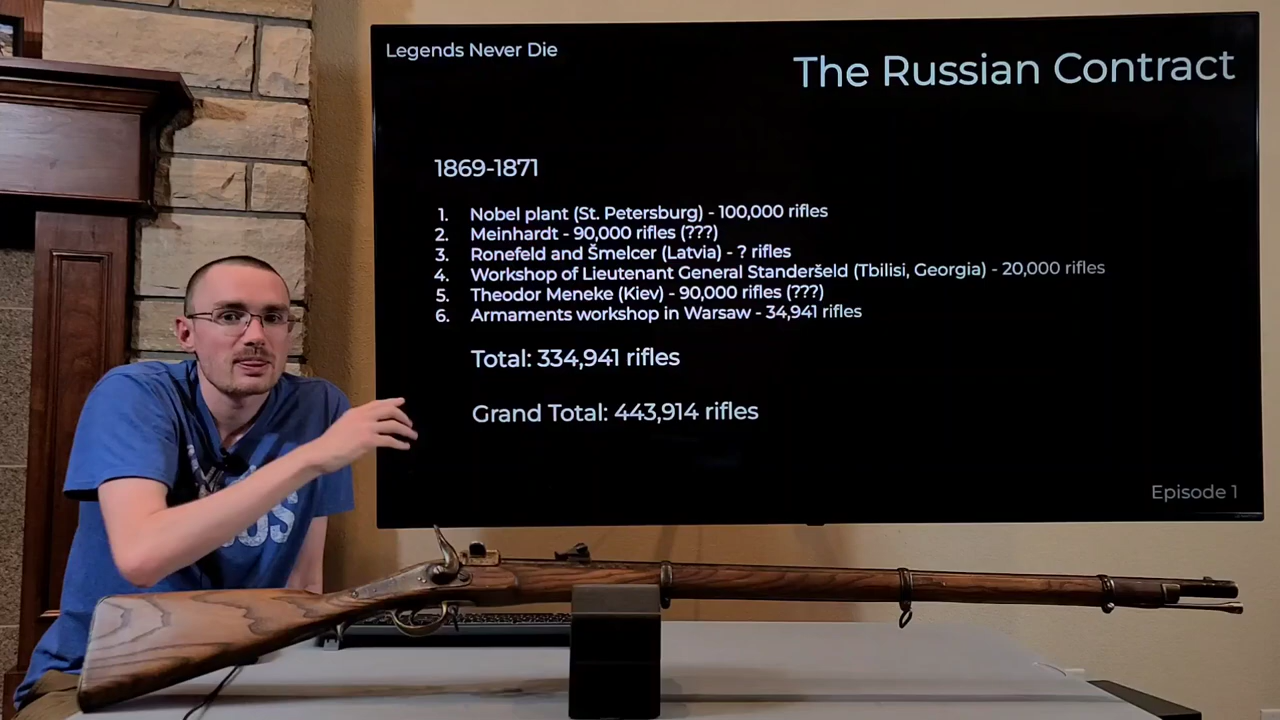 Legends Never Die
The Russian Contract
1869-1871
1. Nobel plant (St. Petersburg) - 100,000 rifles
2. Meinhardt - 90,000 rifles (???)
3. Ronefeld and Šmelcer (Latvia) - ? rifles
4. Workshop of Lieutenant General Standeršeld (Tbilisi, Georgia) - 20,000 rifles
5. Theodor Meneke (Kiev) - 90,000 rifles (???)
6. Armaments workshop in Warsaw - 34,941 rifles
Total: 334,941 rifles
Grand Total: 443,914 rifles
Episode 1